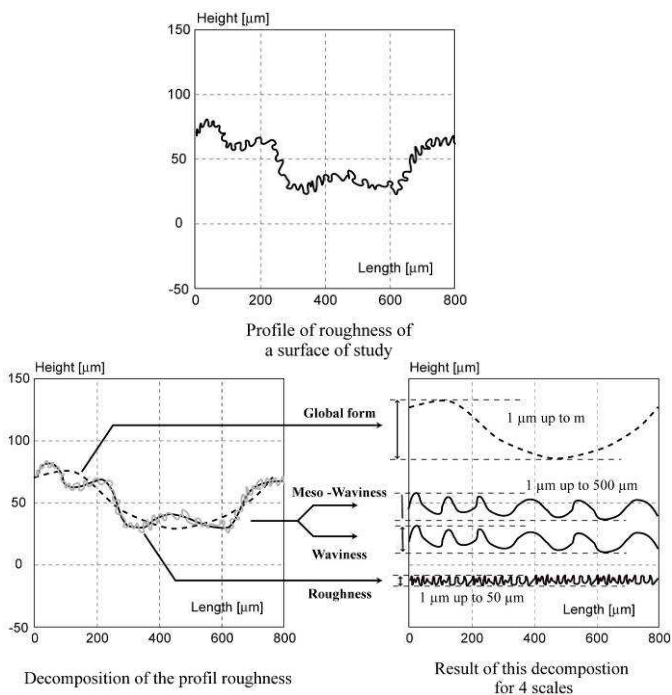 Height [µm]
150
100
50
0
-50
Length [µm]
0 200 400 600 800
Profile of roughness of
a surface of study
Height [µm]
150
100
50
0
-50
Global form
Meso -Waviness
Waviness
Roughness
Length [µm]
0 200 400 600 800
Decomposition of the profil roughness
Height [µm]
1 µm up to m
1 µm up to 500 µm
1 µm up to 50 µm
Length [µm]
0 200 400 600 800
Result of this decompostion
for 4 scales